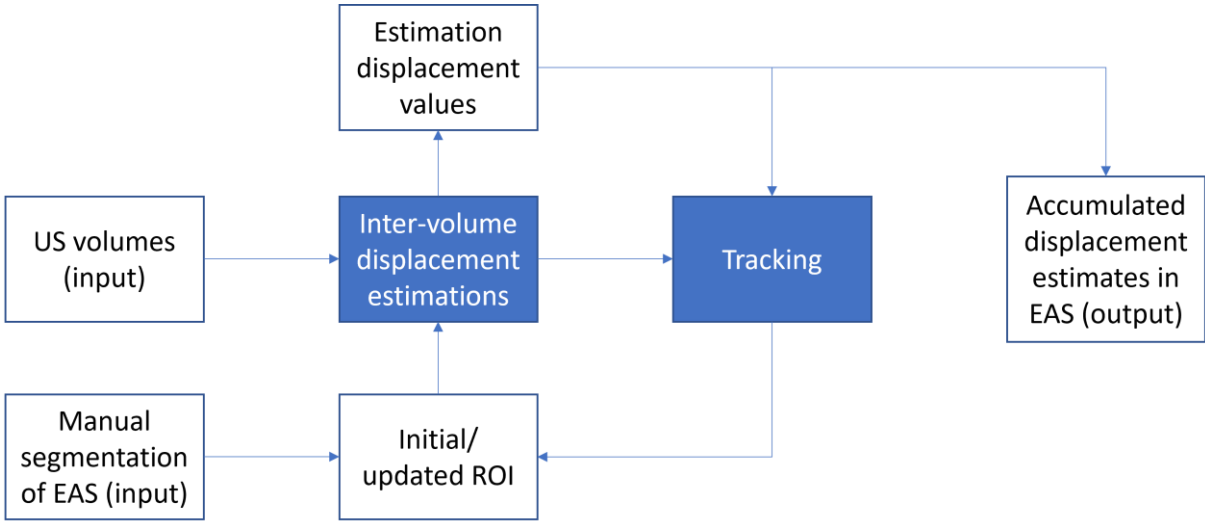 Estimation
displacement
values
US volumes
(input)
Inter-volume
displacement
estimations
Tracking
Accumulated
displacement
estimates in
EAS (output)
Manual
segmentation
of EAS (input)
Initial/
updated ROI